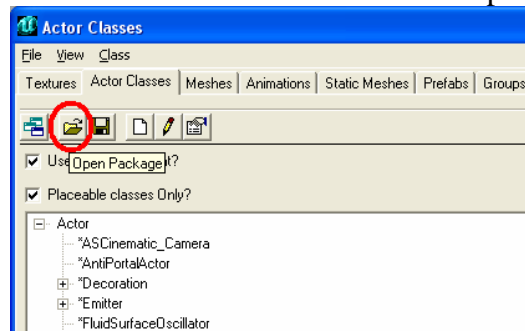 Actor Classes
File View Class
Textures Actor Classes Meshes Animations Static Meshes Prefabs Groups
Use t?
Open Package
Placeable classes Only?
Actor
*ASCinematic_Camera
*AntiPortalActor
*Decoration
*Emitter
*FluidSurfaceOscillator